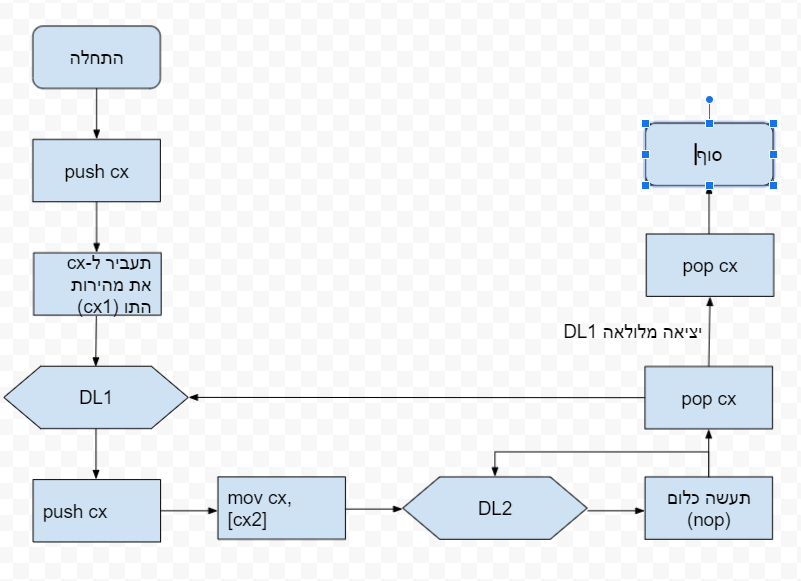 התחלה
push cx
תעביר ל-cx
את מהירות
התו (cx1)
DL1
push cx
mov cx,
[cx2]
DL2
תעשה כלום
(nop)
pop cx
יציאה מלולאה DL1
pop cx
סוף